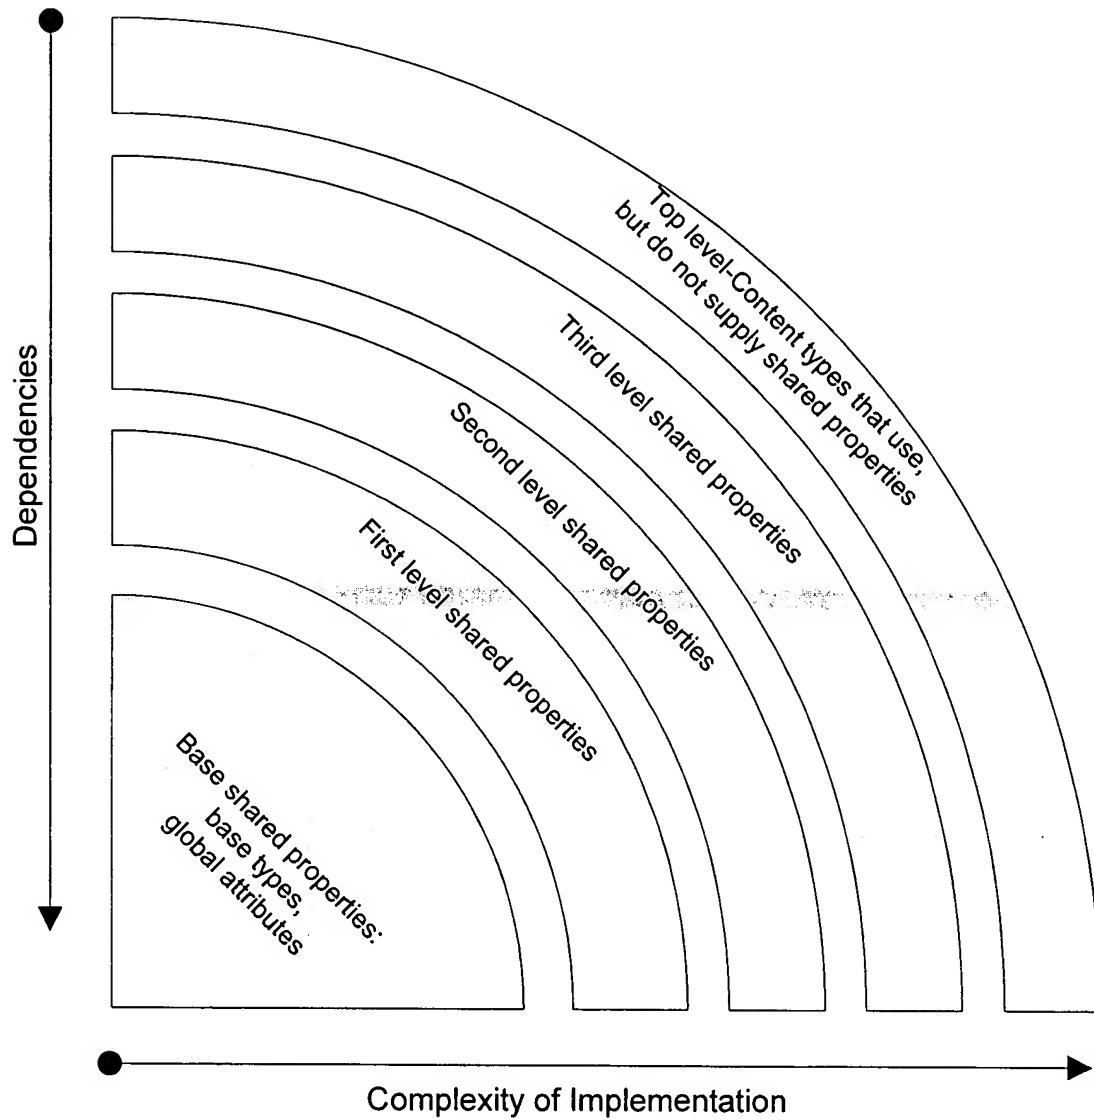 Top level-Content types that use,
but do not supply shared properties
Third level shared properties
Second level shared properties
First level shared properties
Base shared properties:
base types,
global attributes
Dependencies
Complexity of Implementation